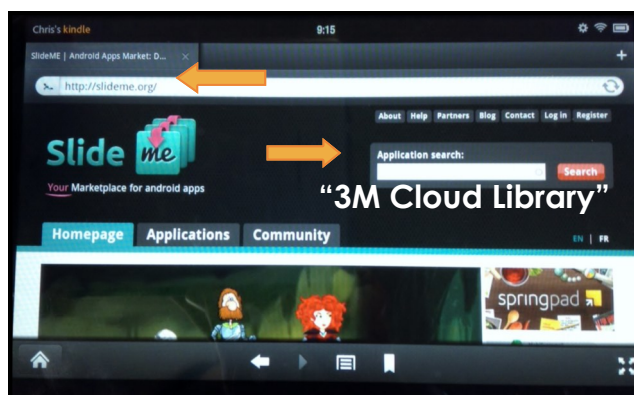 Chris's kindle
9:15
SlideME | Android Apps Market: D...
http://slideme.org/
About Help Partners Blog Contact Log in Register
Slide me
Application search:
Search
Your Marketplace for android apps
"3M Cloud Library"
Homepage Applications Community
EN | FR
springpad